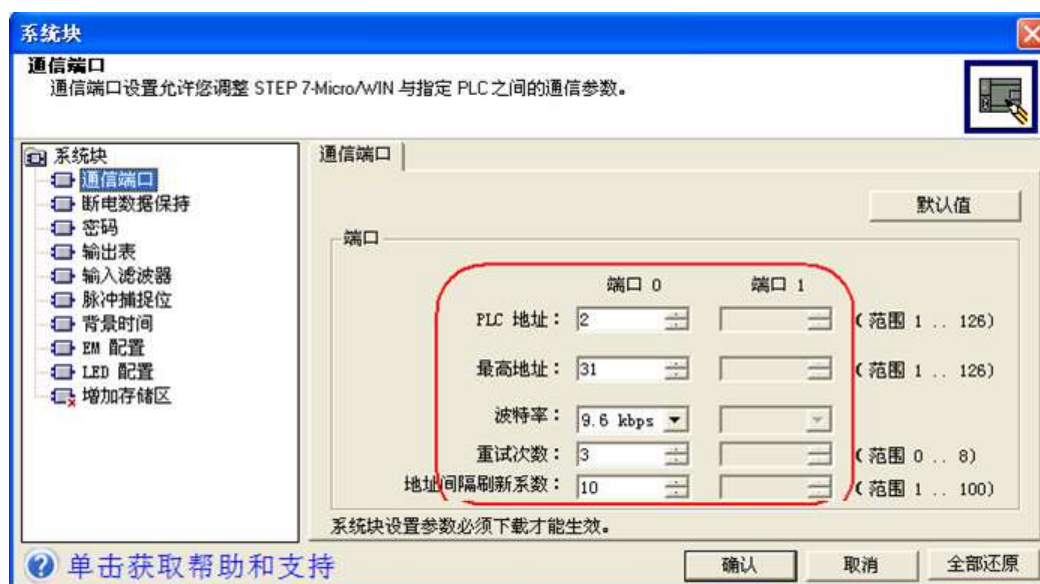 系统块
通信端口
通信端口设置允许您调整 STEP 7-Micro/WIN 与指定 PLC 之间的通信参数。
系统块
通信端口
断电数据保持
密码
输出表
输入滤波器
脉冲捕捉位
背景时间
EM 配置
LED 配置
增加存储区
通信端口
默认值
端口
端口 0 端口 1
PLC 地址： 2 (范围 1 .. 126)
最高地址： 31 (范围 1 .. 126)
波特率： 9.6 kbps
重试次数： 3 (范围 0 .. 8)
地址间隔刷新系数： 10 (范围 1 .. 100)
系统块设置参数必须下载才能生效。
单击获取帮助和支持
确认 取消 全部还原